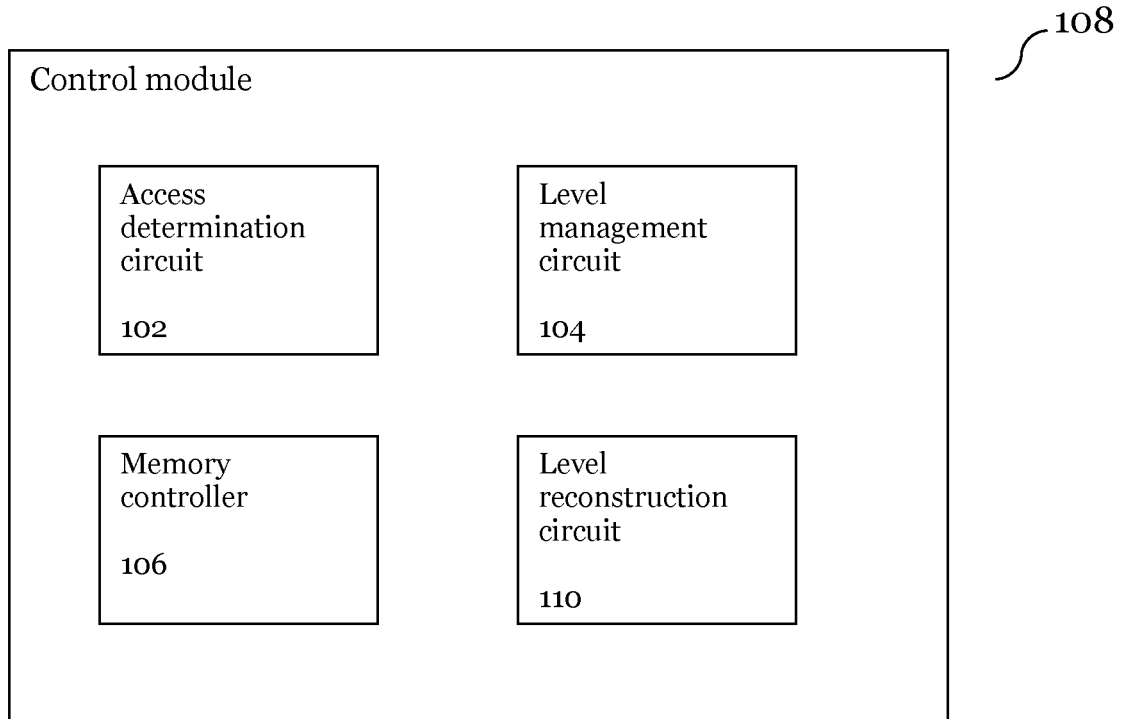 108
Control module
Access
determination
circuit
102
Level
management
circuit
104
Memory
controller
106
Level
reconstruction
circuit
110